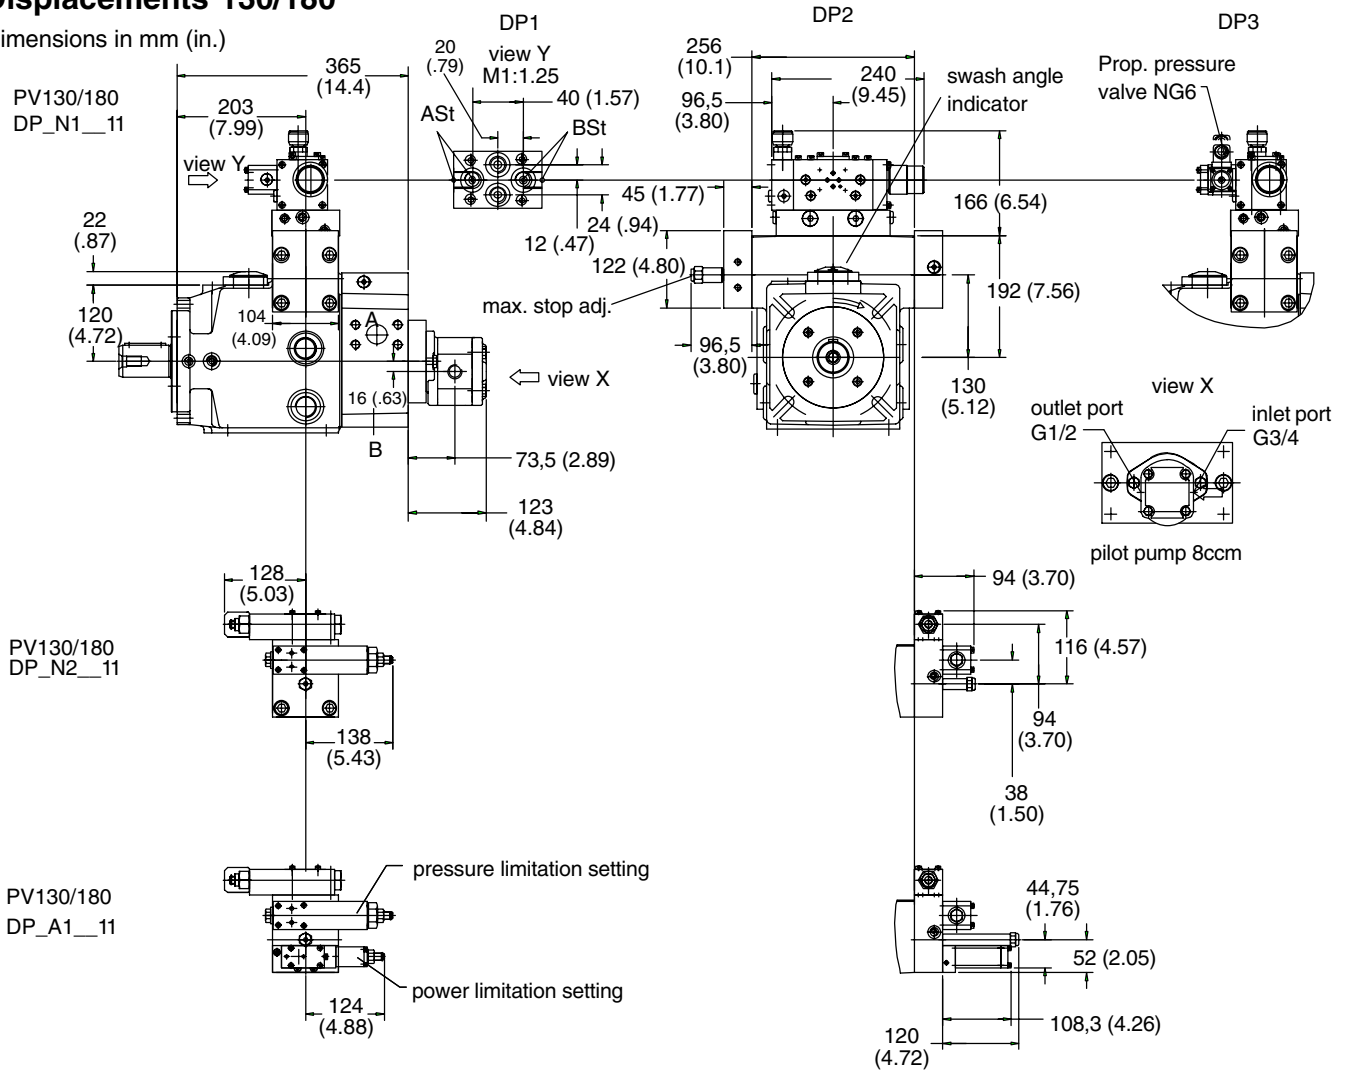 Displacements 130/180
imensions in mm (in.)
DP1
DP2
DP3
PV130/180
DP_N1__11
365
(14.4)
203
(7.99)
view Y
20
(.79)
view Y
M1:1.25
40 (1.57)
ASt
BSt
24 (.94)
12 (.47)
22
(.87)
120
(4.72)
104
(4.09)
A
16 (.63)
B
view X
73,5 (2.89)
123
(4.84)
256
(10.1)
240
(9.45)
96,5
(3.80)
swash angle
indicator
45 (1.77)
166 (6.54)
122 (4.80)
192 (7.56)
max. stop adj.
96,5
(3.80)
130
(5.12)
Prop. pressure
valve NG6
view X
outlet port
G1/2
inlet port
G3/4
pilot pump 8ccm
PV130/180
DP_N2__11
128
(5.03)
138
(5.43)
94 (3.70)
116 (4.57)
94
(3.70)
38
(1.50)
PV130/180
DP_A1__11
pressure limitation setting
power limitation setting
124
(4.88)
44,75
(1.76)
52 (2.05)
108,3 (4.26)
120
(4.72)